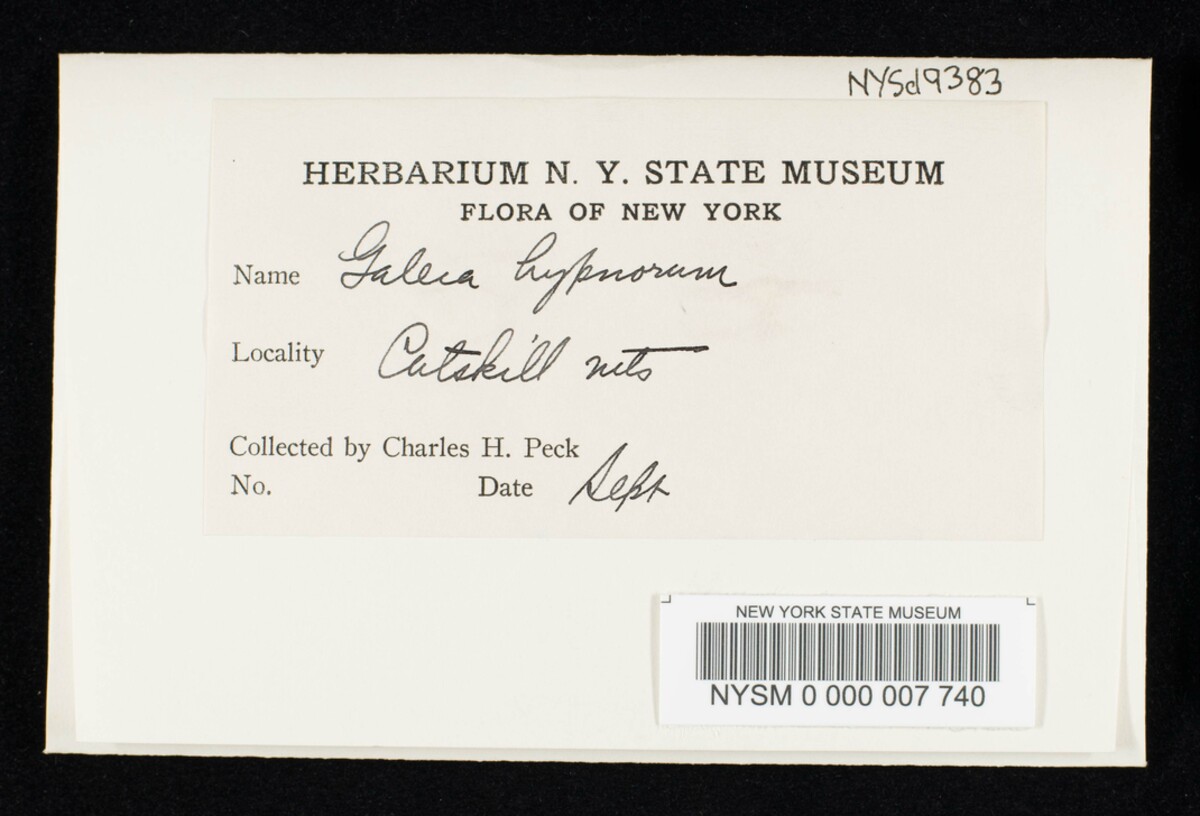 NYSd9383
HERBARIUM N. Y. STATE MUSEUM
FLORA OF NEW YORK
Name Galera hypnorum
Locality Catskill mts
Collected by Charles H. Peck
No. Date Sept
NEW YORK STATE MUSEUM
NYSM 0 000 007 740